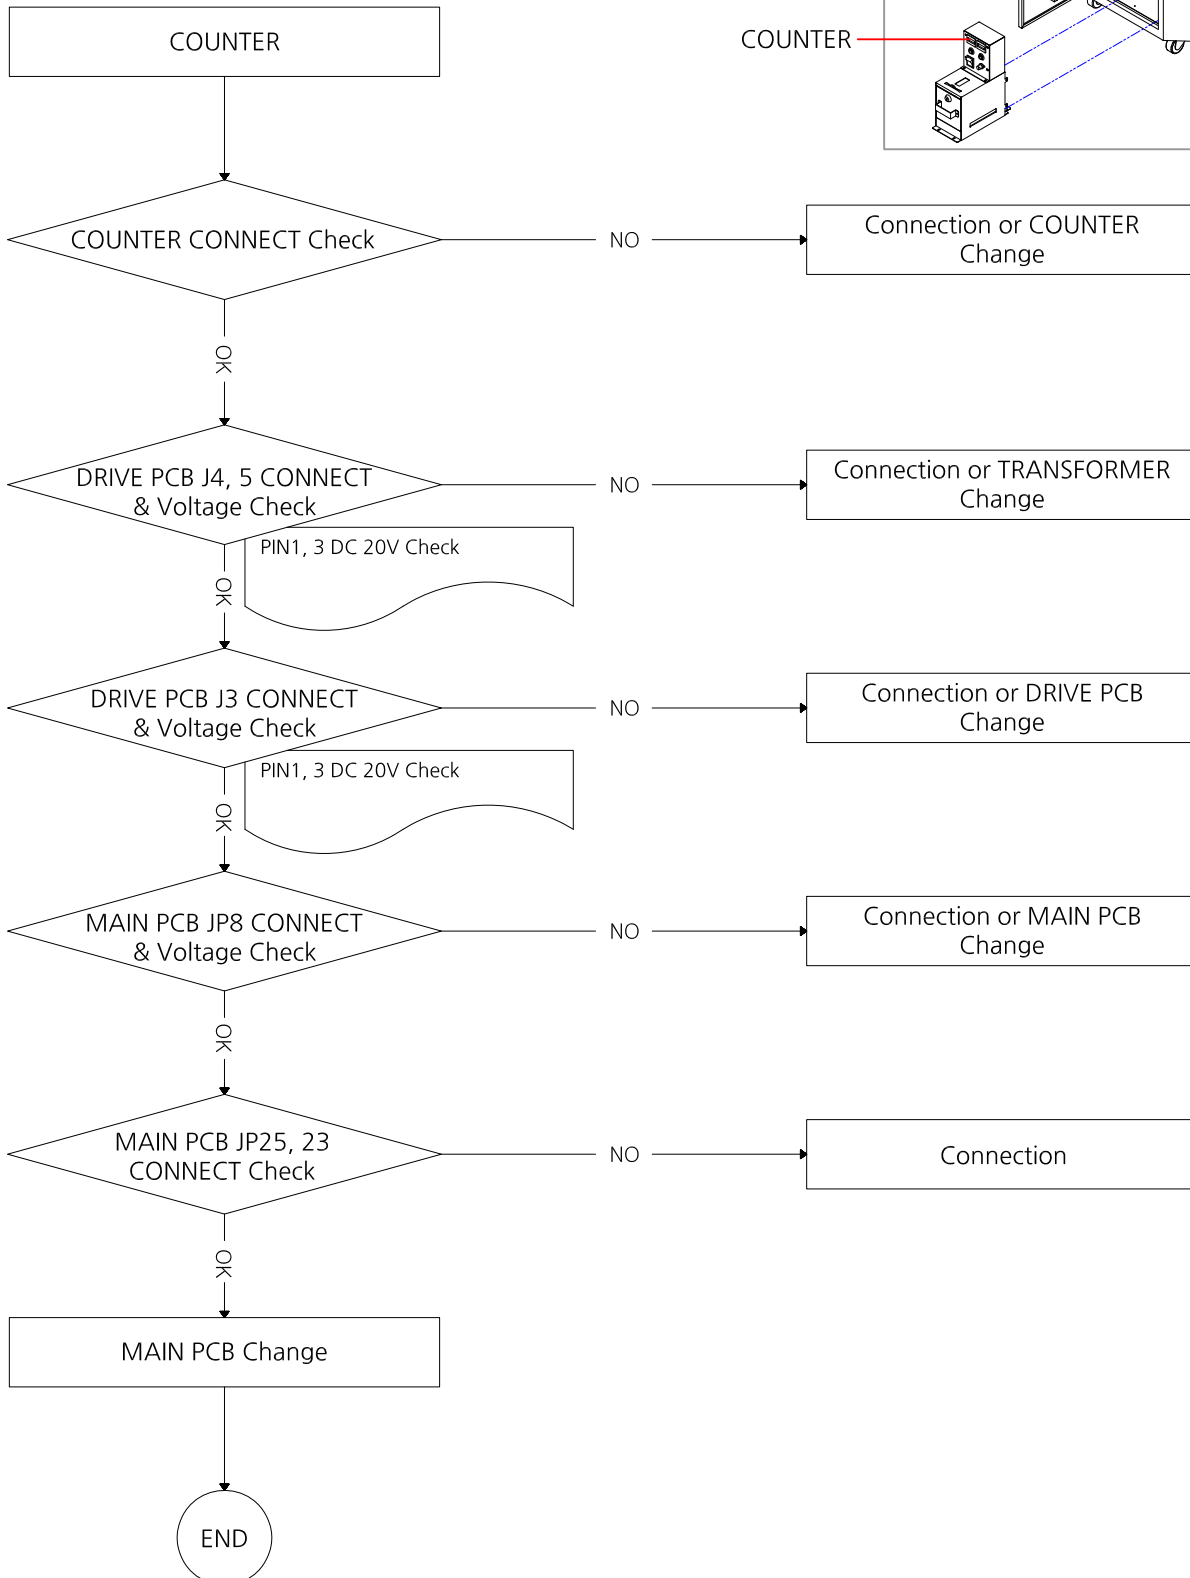 COUNTER
COUNTER
COUNTER CONNECT Check
NO
Connection or COUNTER
Change
OK
DRIVE PCB J4, 5 CONNECT
& Voltage Check
NO
Connection or TRANSFORMER
Change
PIN1, 3 DC 20V Check
OK
DRIVE PCB J3 CONNECT
& Voltage Check
NO
Connection or DRIVE PCB
Change
PIN1, 3 DC 20V Check
OK
MAIN PCB JP8 CONNECT
& Voltage Check
NO
Connection or MAIN PCB
Change
OK
MAIN PCB JP25, 23
CONNECT Check
NO
Connection
OK
MAIN PCB Change
END